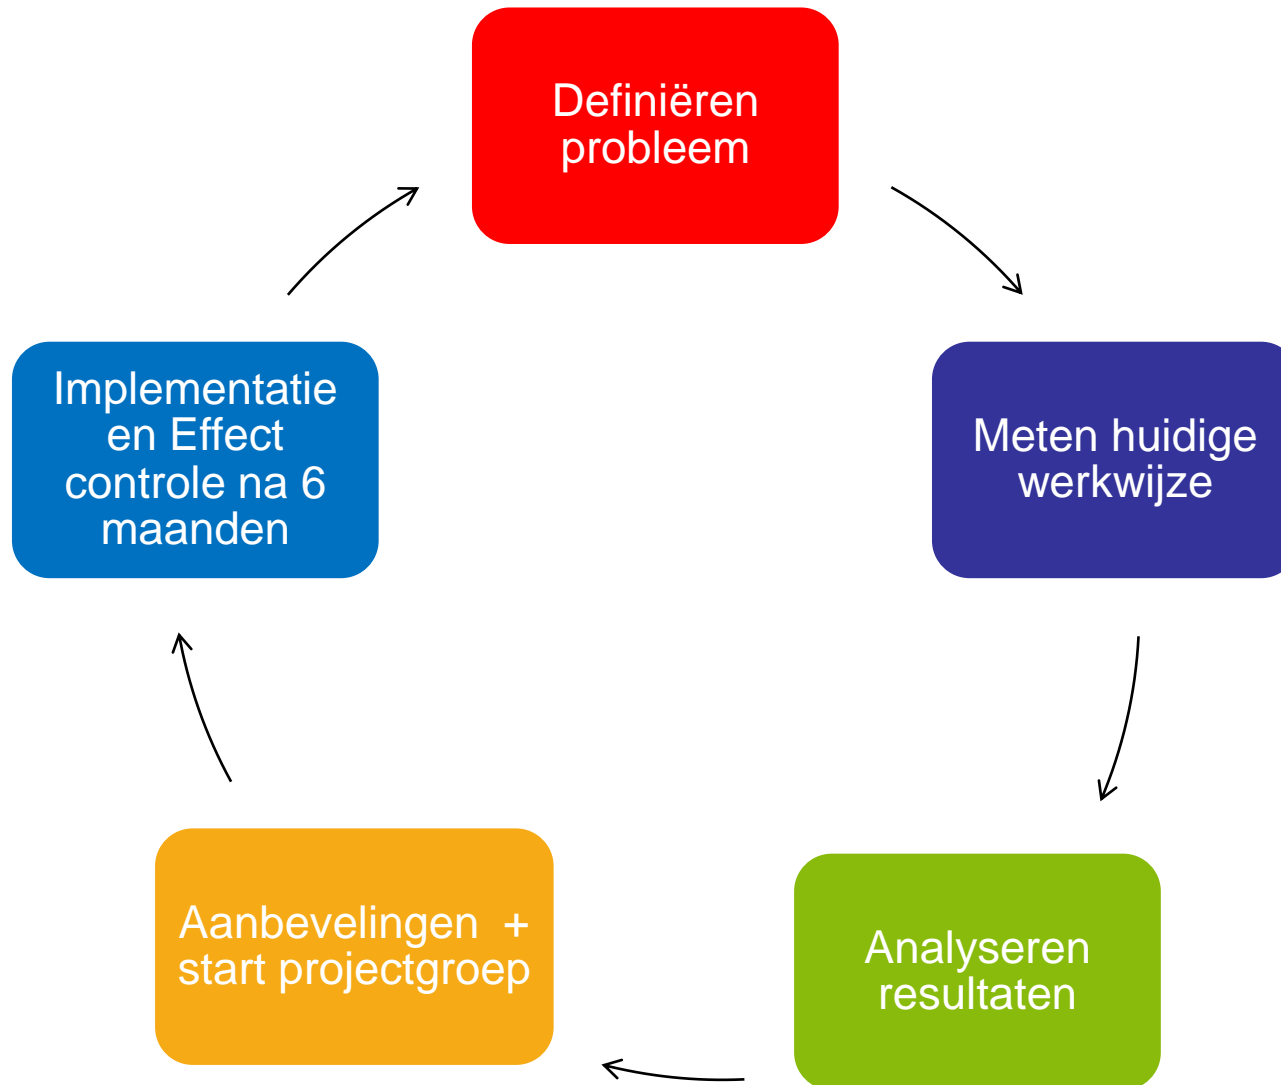 Definiëren
probleem
Meten huidige
werkwijze
Analyseren
resultaten
Aanbevelingen  +
start projectgroep
Implementatie
en Effect
controle na 6
maanden